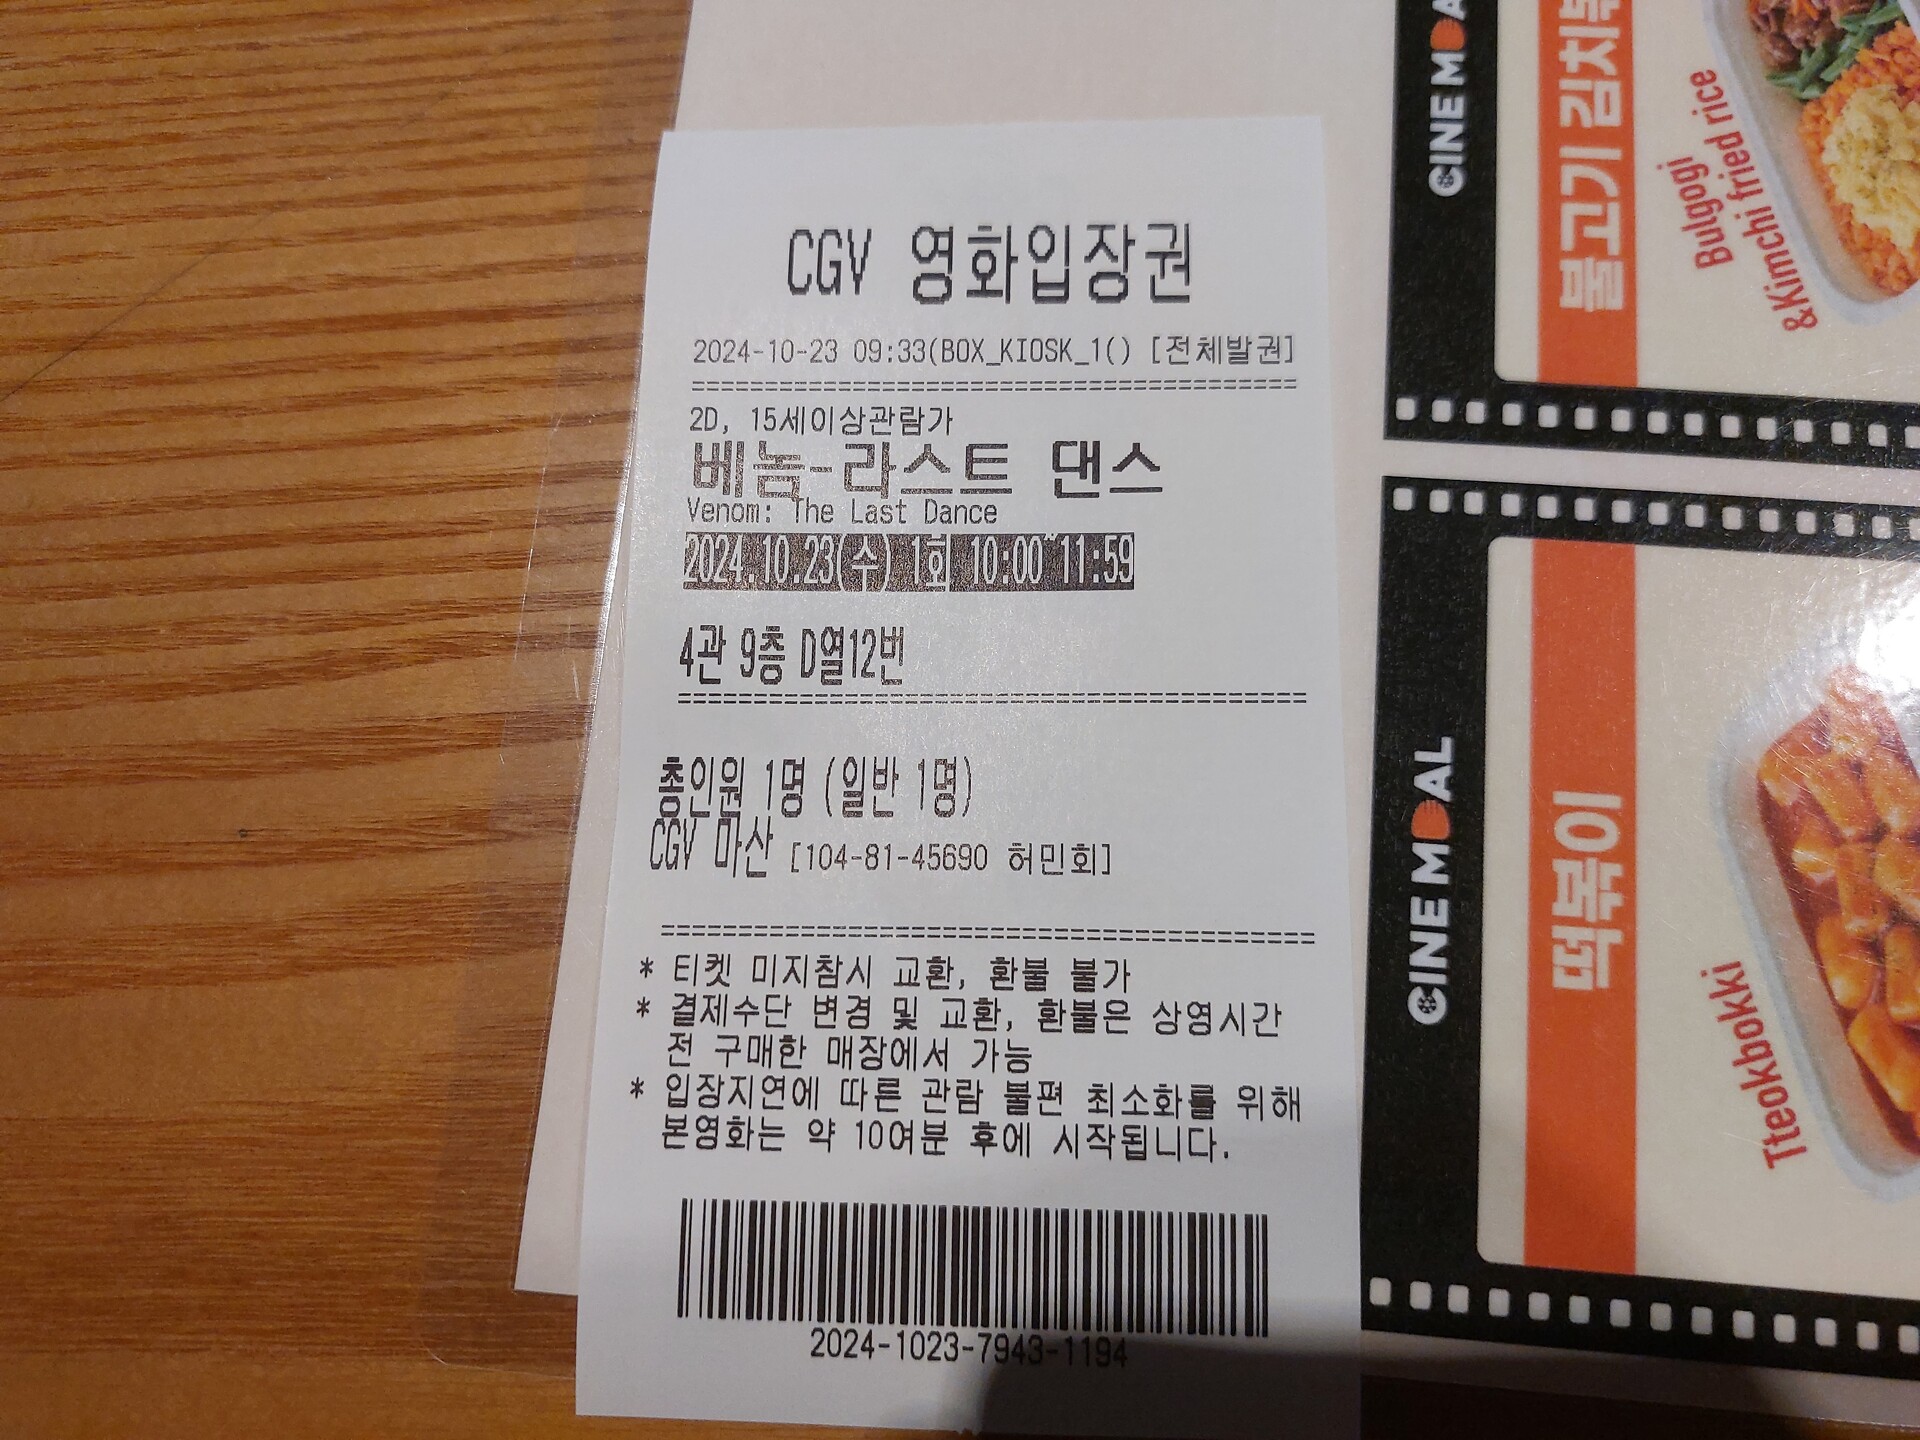 CGV 영화입장권
2024-10-23 09:33(BOX_KIOSK_1() [전체발권]
2D, 15세이상관람가
베놈-라스트 댄스
Venom: The Last Dance
2024.10.23(수) 1회 10:00~11:59
4관 9층 D열12번
총인원 1명 (일반 1명)
CGV 마산 [104-81-45690 허민회]
* 티켓 미지참시 교환, 환불 불가
* 결제수단 변경 및 교환, 환불은 상영시간
전 구매한 매장에서 가능
* 입장지연에 따른 관람 불편 최소화를 위해
본영화는 약 10여분 후에 시작됩니다.
2024-1023-7943-1194
CINE MDA
불고기 김치볶
Bulgogi
& Kimchi fried rice
CINE MDAL
떡볶이
Tteokbokki